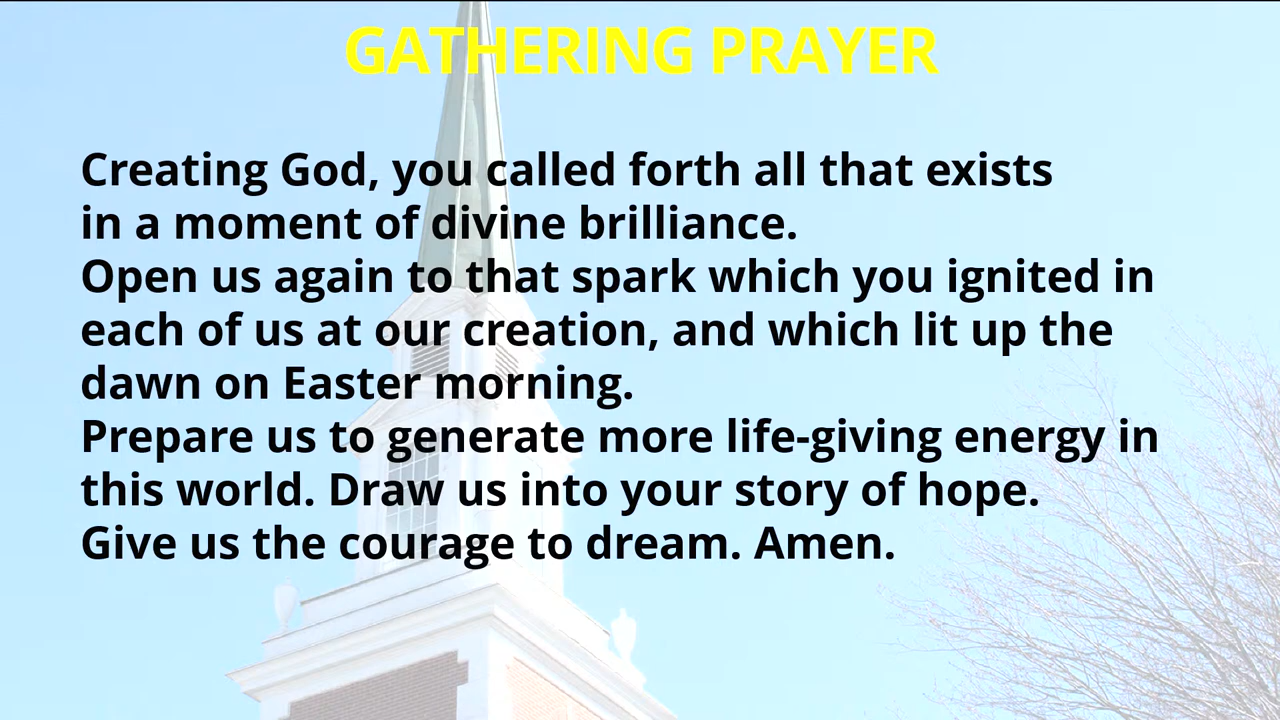 GATHERING PRAYER
Creating God, you called forth all that exists
in a moment of divine brilliance.
Open us again to that spark which you ignited in
each of us at our creation, and which lit up the
dawn on Easter morning.
Prepare us to generate more life-giving energy in
this world. Draw us into your story of hope.
Give us the courage to dream. Amen.